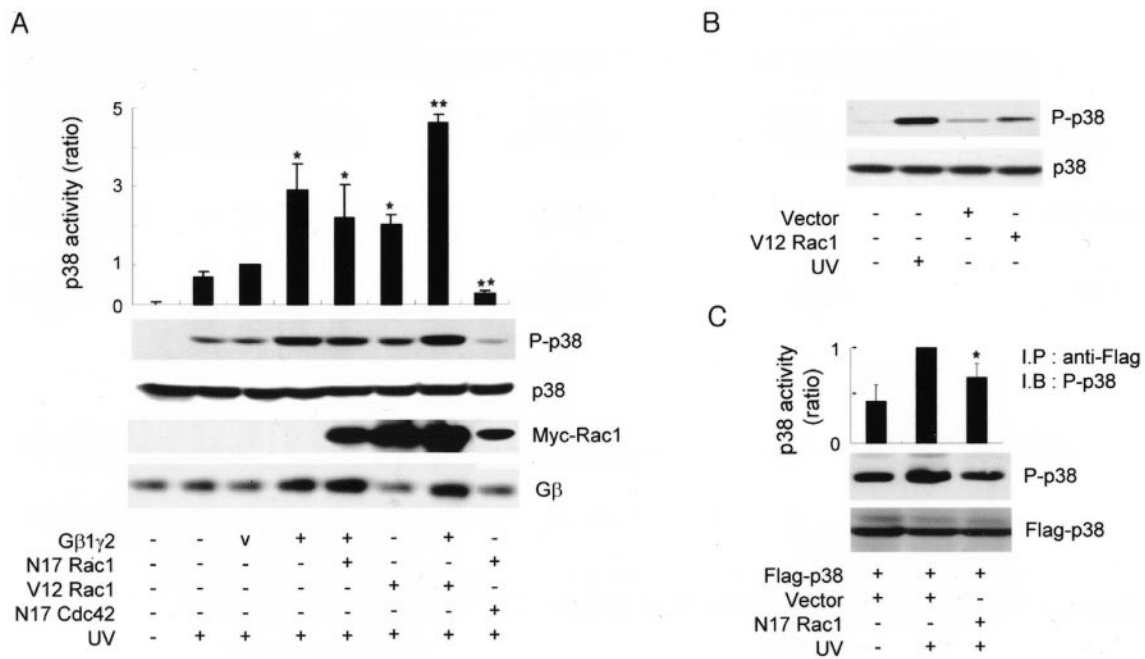 A
p38 activity (ratio)
5
3
1
0
* * * ** **
P-p38
p38
Myc-Rac1
Gβ
Gβ1γ2 - - v + + - + -
N17 Rac1 - - - - + - - +
V12 Rac1 - - - - - + + -
N17 Cdc42 - - - - - - - +
UV - + + + + + + +
B
P-p38
p38
Vector - - + -
V12 Rac1 - - - +
UV - + - -
C
p38 activity
(ratio)
1
0
*
I.P : anti-Flag
I.B : P-p38
P-p38
Flag-p38
Flag-p38 + + +
Vector + + -
N17 Rac1 - - +
UV - + +